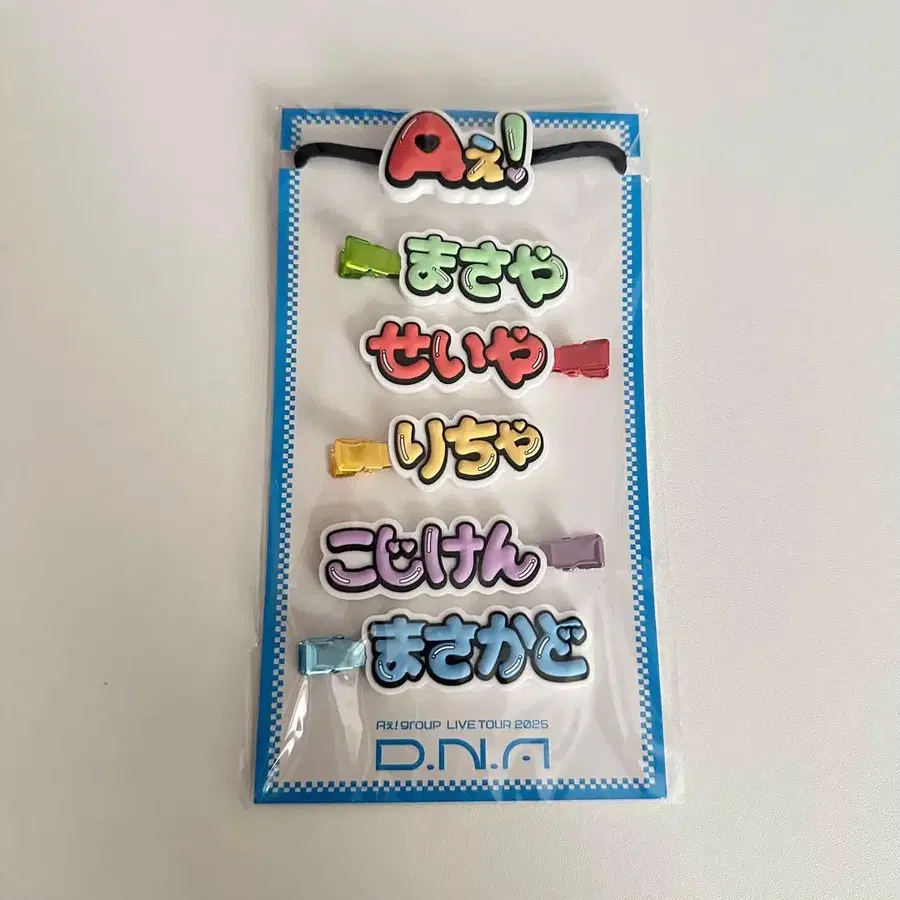 Aぇ!
まさや
せいや
りちゃ
こじけん
まさかど
Aぇ! group LIVE TOUR 2025
D.N.A